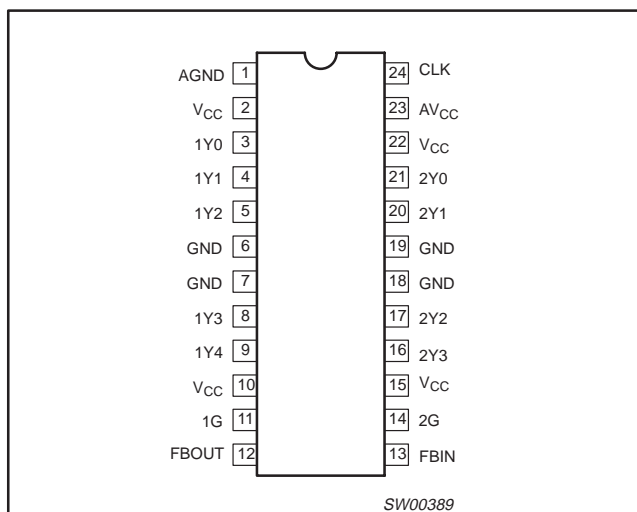 AGND 1 24 CLK
VCC 2 23 AVCC
1Y0 3 22 VCC
1Y1 4 21 2Y0
1Y2 5 20 2Y1
GND 6 19 GND
GND 7 18 GND
1Y3 8 17 2Y2
1Y4 9 16 2Y3
VCC 10 15 VCC
1G 11 14 2G
FBOUT 12 13 FBIN
SW00389